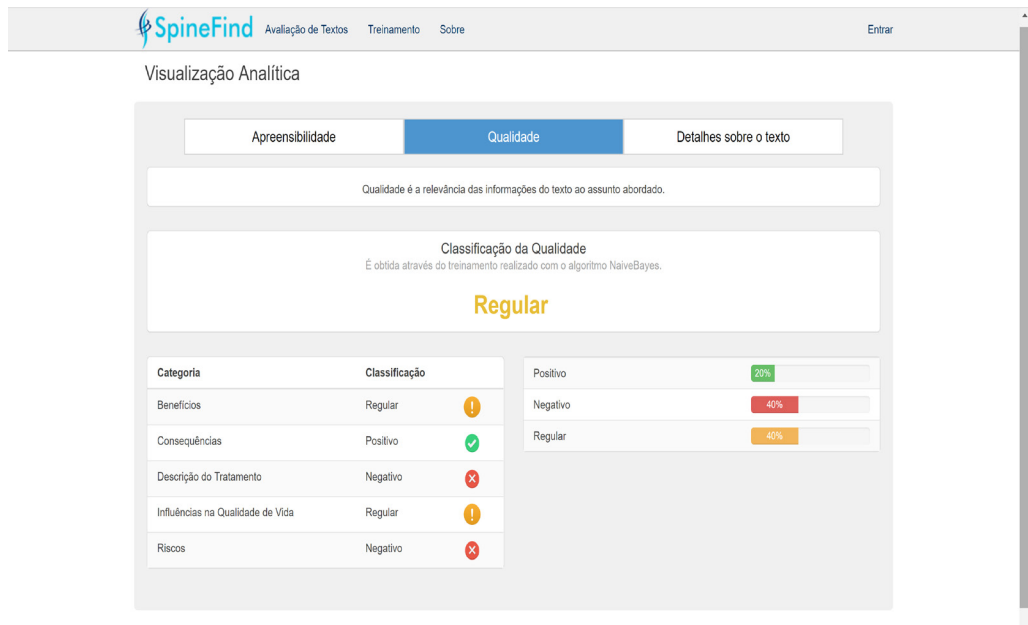 SpineFind Avaliação de Textos Treinamento Sobre Entrar
Visualização Analítica
Apreensibilidade Qualidade Detalhes sobre o texto
Qualidade é a relevância das informações do texto ao assunto abordado.
Classificação da Qualidade
É obtida através do treinamento realizado com o algoritmo NaiveBayes.
Regular
Categoria Classificação
Benefícios Regular
Consequências Positivo
Descrição do Tratamento Negativo
Influências na Qualidade de Vida Regular
Riscos Negativo
Positivo 20%
Negativo 40%
Regular 40%